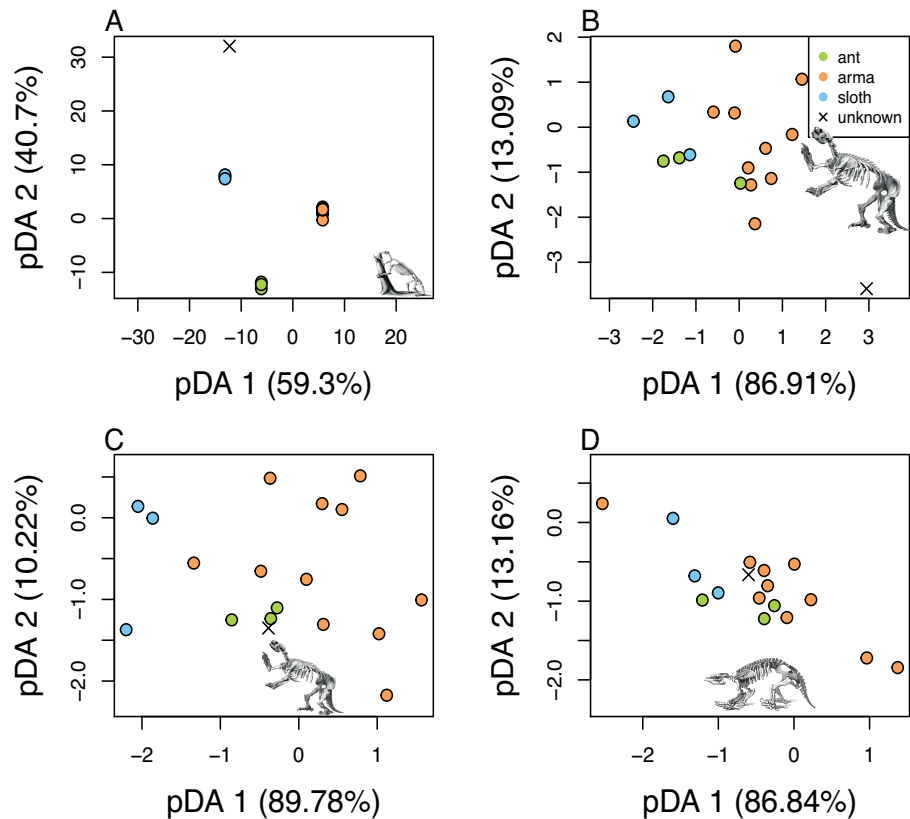 A
pDA 2 (40.7%)
30
20
10
0
−10
−30 −20 −10 0 10 20
pDA 1 (59.3%)
B
pDA 2 (13.09%)
2
1
0
−1
−2
−3
ant
arma
sloth
unknown
−3 −2 −1 0 1 2 3
pDA 1 (86.91%)
C
pDA 2 (10.22%)
0.0
−1.0
−2.0
−2 −1 0 1
pDA 1 (89.78%)
D
pDA 2 (13.16%)
0.0
−1.0
−2.0
−2 −1 0 1
pDA 1 (86.84%)